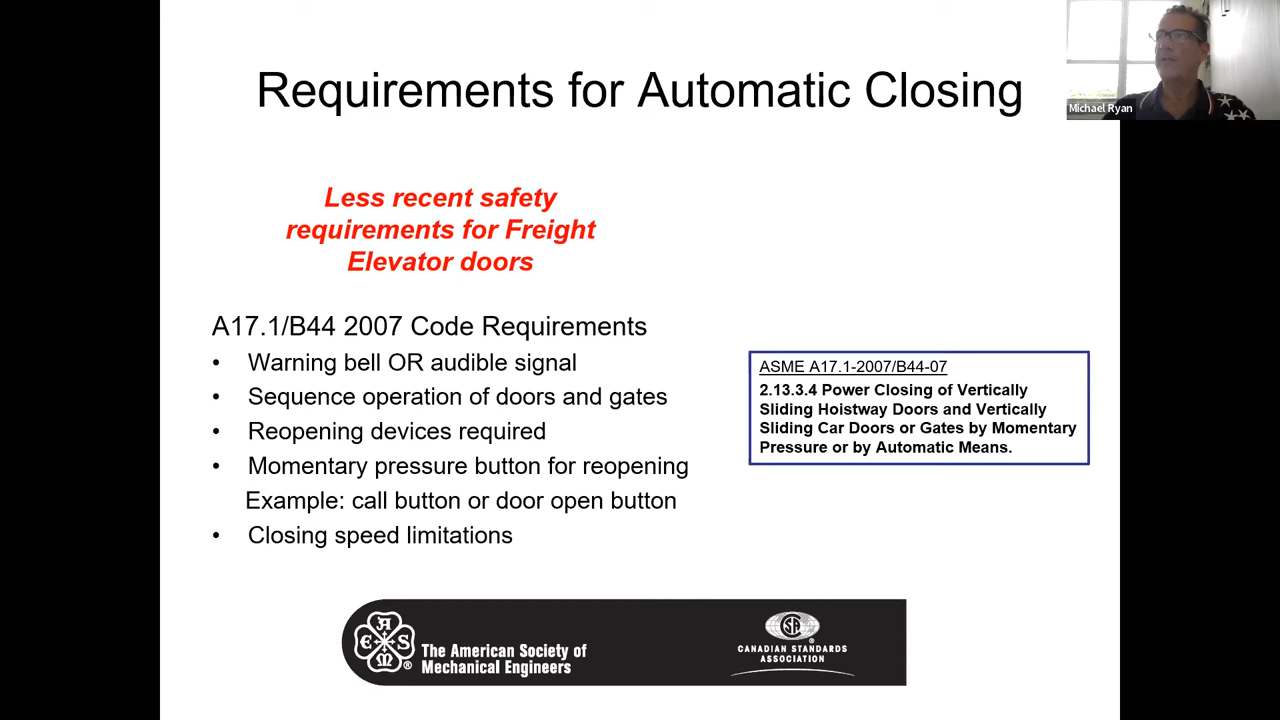 Requirements for Automatic Closing
Michael Ryan
Less recent safety
requirements for Freight
Elevator doors
A17.1/B44 2007 Code Requirements
• Warning bell OR audible signal
• Sequence operation of doors and gates
• Reopening devices required
• Momentary pressure button for reopening
Example: call button or door open button
• Closing speed limitations
ASME A17.1-2007/B44-07
2.13.3.4 Power Closing of Vertically
Sliding Hoistway Doors and Vertically
Sliding Car Doors or Gates by Momentary
Pressure or by Automatic Means.
A
E S
M
®
The American Society of
Mechanical Engineers
®
CANADIAN STANDARDS
ASSOCIATION